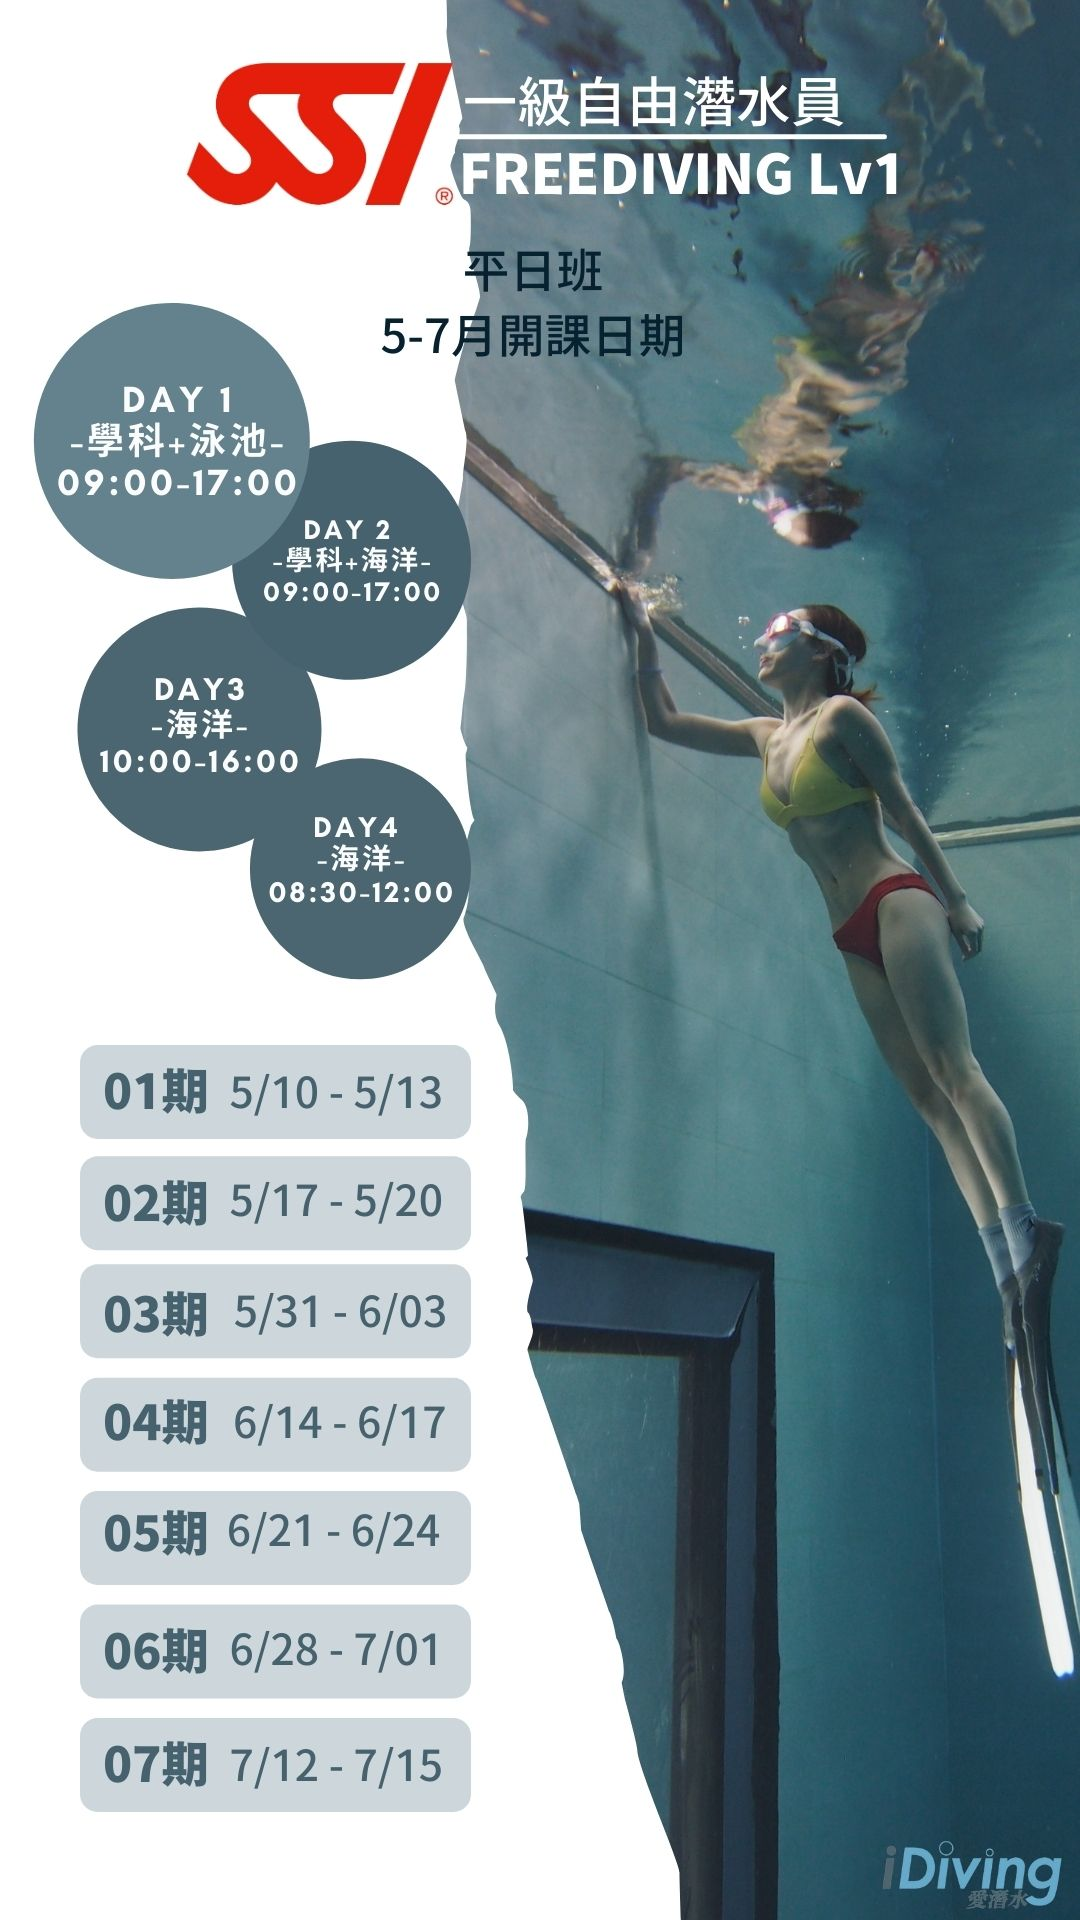 SSI®
一級自由潛水員
FREEDIVING Lv1
平日班
5-7月開課日期
DAY 1
-學科+泳池-
09:00-17:00
DAY 2
-學科+海洋-
09:00-17:00
DAY3
-海洋-
10:00-16:00
DAY4
-海洋-
08:30-12:00
01期 5/10 - 5/13
02期 5/17 - 5/20
03期 5/31 - 6/03
04期 6/14 - 6/17
05期 6/21 - 6/24
06期 6/28 - 7/01
07期 7/12 - 7/15
iDiving
愛潛水